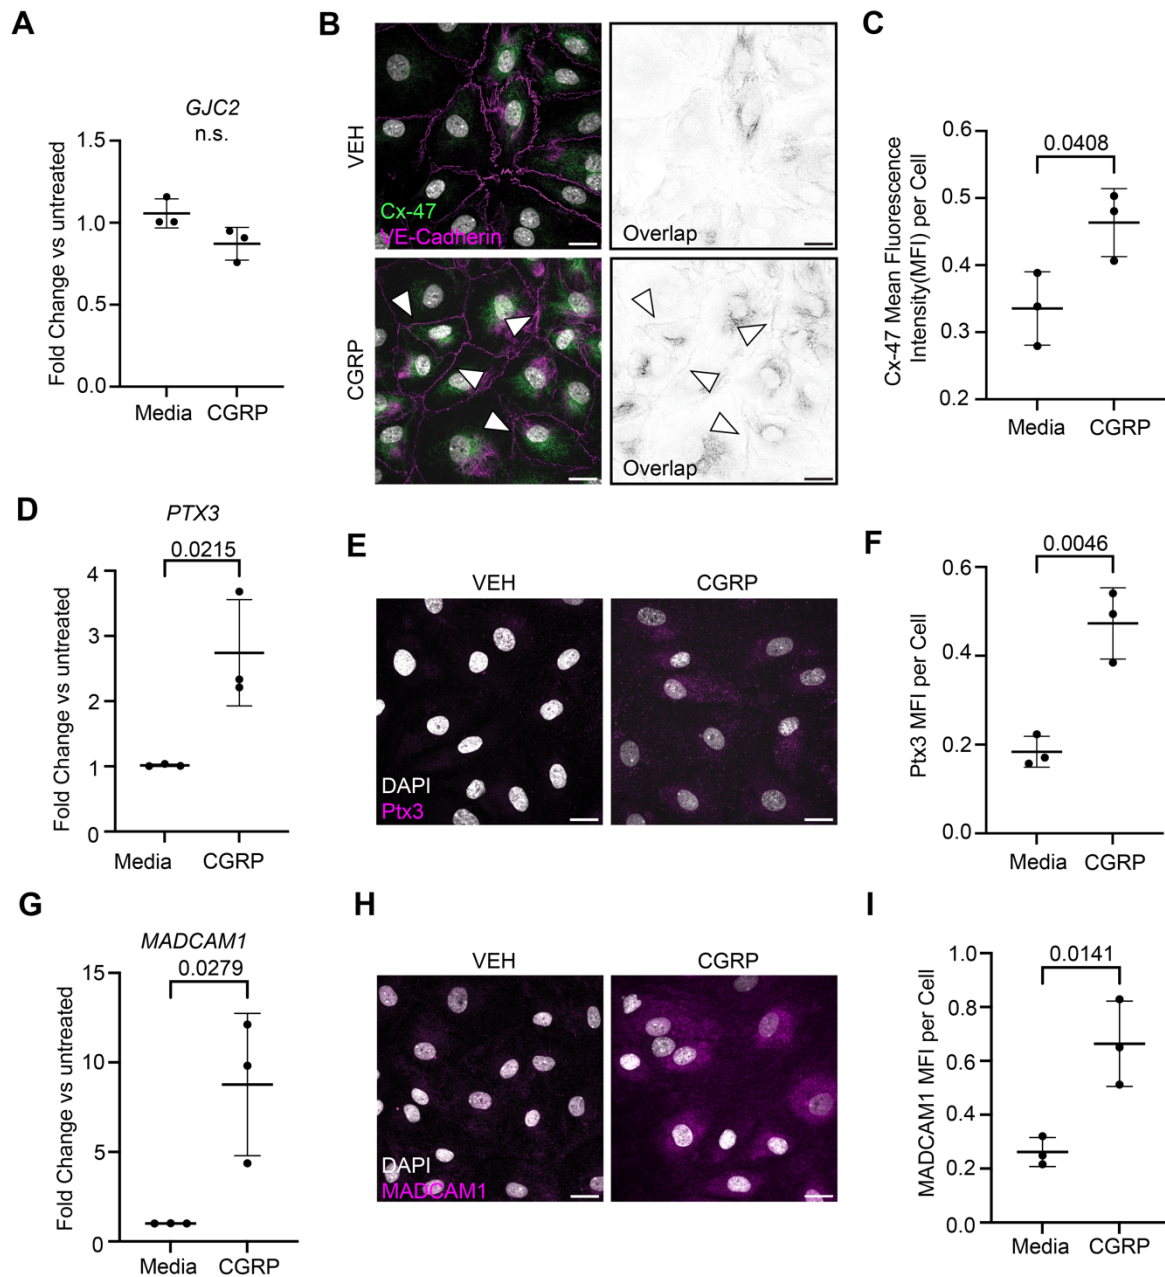 A
GJC2
n.s.
Fold Change vs untreated
1.5
1.0
0.5
0.0
Media
CGRP
B
VEH
Cx-47
VE-Cadherin
Overlap
CGRP
Overlap
C
0.0408
Cx-47 Mean Fluorescence
Intensity(MFI) per Cell
0.6
0.5
0.4
0.3
0.2
Media
CGRP
D
PTX3
0.0215
Fold Change vs untreated
4
3
2
1
0
Media
CGRP
E
VEH
CGRP
DAPI
Ptx3
F
0.0046
Ptx3 MFI per Cell
0.6
0.4
0.2
0.0
Media
CGRP
G
MADCAM1
0.0279
Fold Change vs untreated
15
10
5
0
Media
CGRP
H
VEH
CGRP
DAPI
MADCAM1
I
0.0141
MADCAM1 MFI per Cell
1.0
0.8
0.6
0.4
0.2
0.0
Media
CGRP